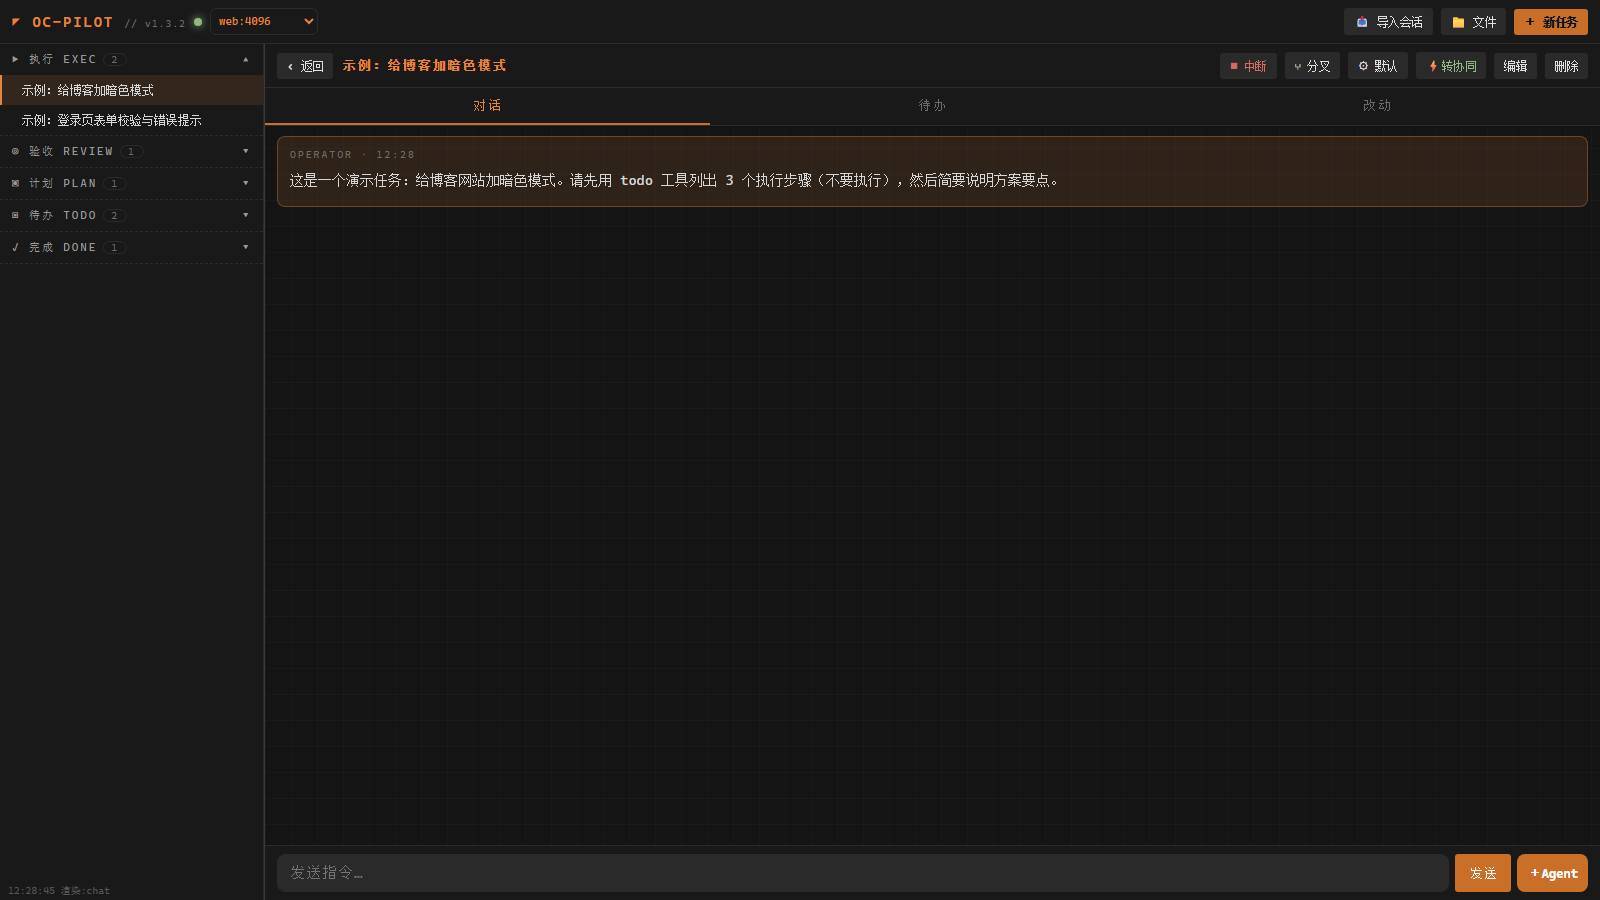 OC-PILOT // v1.3.2 web:4096 导入会话 文件 + 新任务
执行 EXEC 2
示例: 给博客加暗色模式
示例: 登录页表单校验与错误提示
验收 REVIEW 1
计划 PLAN 1
待办 TODO 2
✓ 完成 DONE 1
‹ 返回 示例: 给博客加暗色模式 中断 分叉 默认 转协同 编辑 删除
对话 待办 改动
OPERATOR · 12:28
这是一个演示任务: 给博客网站加暗色模式。请先用 todo 工具列出 3 个执行步骤（不要执行）, 然后简要说明方案要点。
发送指令… 发送 +Agent
12:28:45 渲染:chat